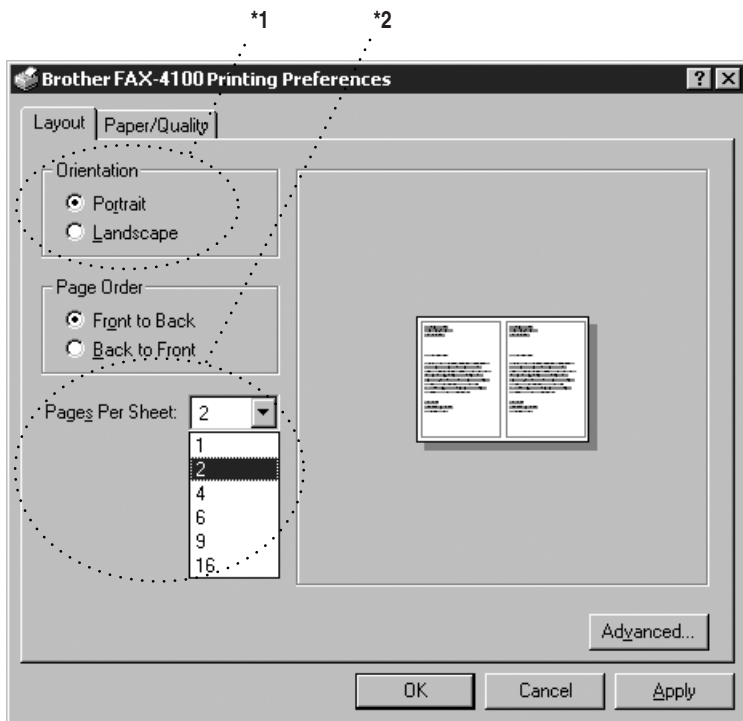 *1 *2
Brother FAX-4100 Printing Preferences
Layout Paper/Quality
Orientation
Portrait
Landscape
Page Order
Front to Back
Back to Front
Pages Per Sheet: 2
1
2
4
6
9
16
Advanced...
OK Cancel Apply